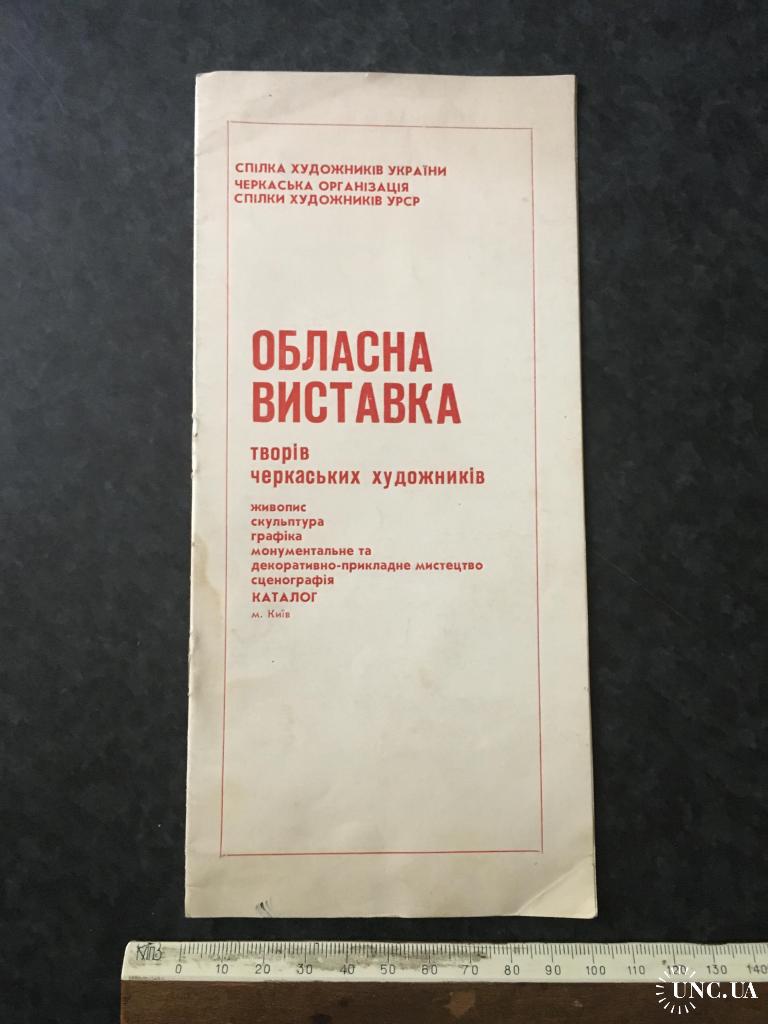 СПІЛКА ХУДОЖНИКІВ УКРАЇНИ
ЧЕРКАСЬКА ОРГАНІЗАЦІЯ
СПІЛКИ ХУДОЖНИКІВ УРСР
ОБЛАСНА
ВИСТАВКА
творів
черкаських художників
живопис
скульптура
графіка
монументальне та
декоративно-прикладне мистецтво
сценографія
КАТАЛОГ
м. Київ
0 10 20 30 40 50 60 70 80 90 100 110 120 130 140
UNC.UA